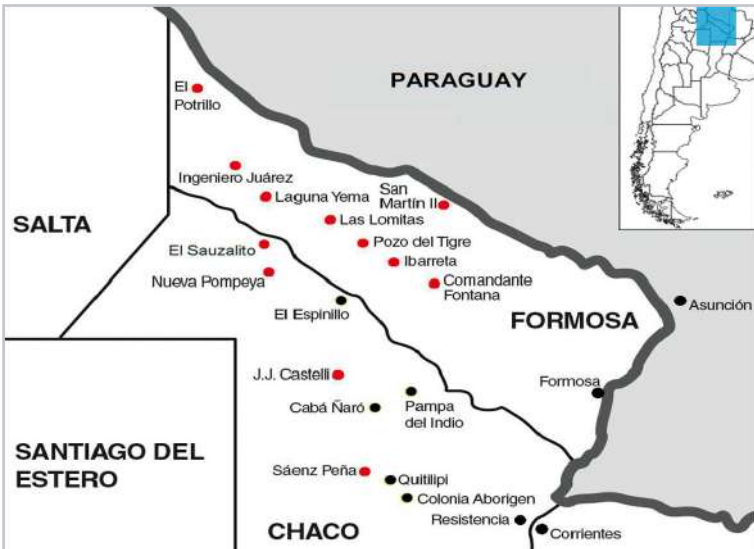 PARAGUAY
El
Potrillo
Ingeniero Juárez
San
Martín II
Laguna Yema
SALTA
Las Lomitas
El Sauzalito
Pozo del Tigre
Ibarreta
Nueva Pompeya
Comandante
Fontana
El Espinillo
FORMOSA
Asunción
J.J. Castelli
Formosa
Cabá Ñaró
Pampa
del Indio
SANTIAGO DEL
ESTERO
Sáenz Peña
Quitilipi
Colonia Aborigen
Resistencia
CHACO
Corrientes